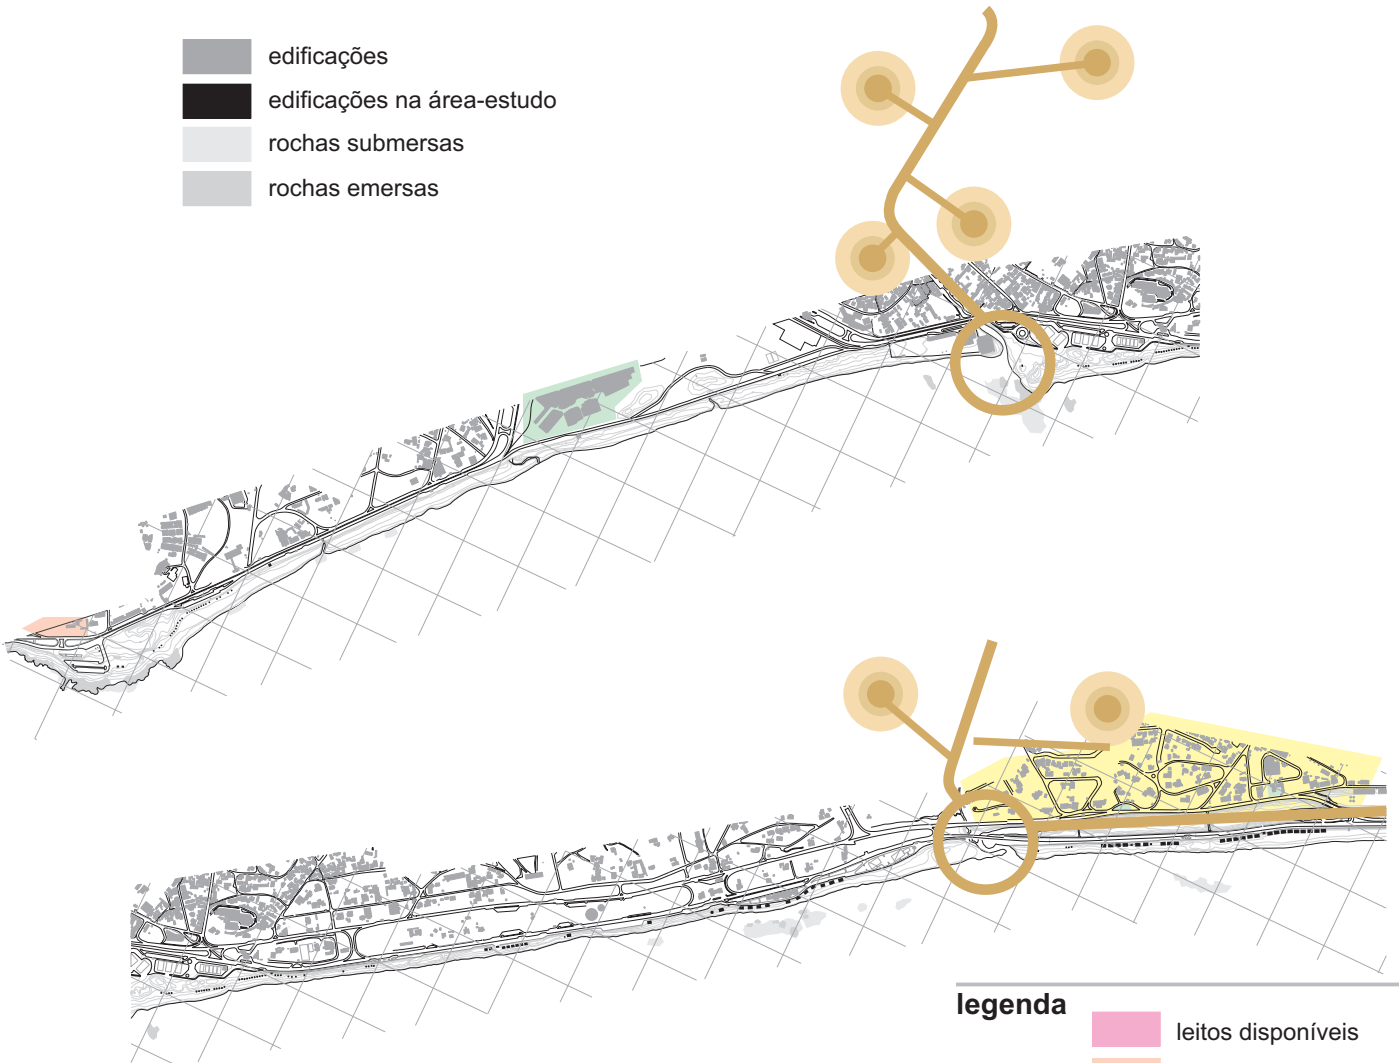 edificações
edificações na área-estudo
rochas submersas
rochas emersas
legenda
leitos disponíveis